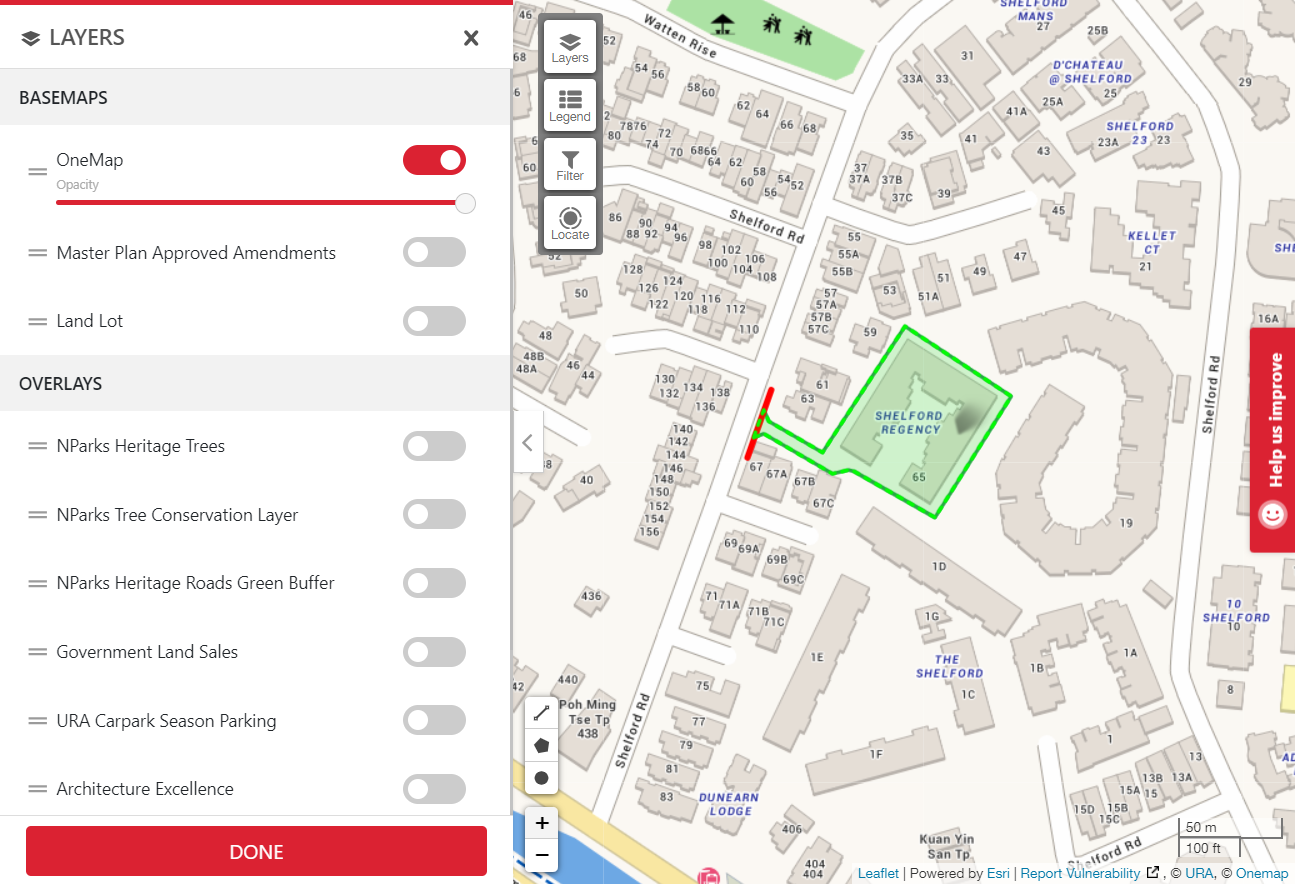 LAYERS
BASEMAPS
OneMap
Opacity
Master Plan Approved Amendments
Land Lot
OVERLAYS
NParks Heritage Trees
NParks Tree Conservation Layer
NParks Heritage Roads Green Buffer
Government Land Sales
URA Carpark Season Parking
Architecture Excellence
DONE
Layers
Legend
Filter
Locate
Watten Rise
46
52
68
54
56
58
60
62
64
66
68
60
7876
80
72
74
70
6866
64
62
60
58
56
54
52
Shelford Rd
86
90
88 92
94
96
98
100
102
104
106
108
52
50
128
126
124
122
120
118
116
112
110
48
48B
48A
46
44
130
132
134
136
138
140
142
144
146
148
150
152
154
156
40
436
440
42
Poh Ming
Tse Tp
438
Shelford Rd
SHELFORD
MANS
27
25B
31
33A
33
D'CHATEAU
@ SHELFORD
25
25A
29
41A
SHELFORD
23
23A
23
35
41
43
37
37A
37B
37C
39
45
KELLET
CT
21
55
55A
55B
57
57A
57B
57C
53
51
51A
49
47
59
61
63
SHELFORD
REGENCY
65
67
67A
67B
67C
69
69A
69B
69C
71
71A
71B
71C
75
77
79
81
83
DUNEARN
LODGE
406
404
404
19
16A
Shelford Rd
1D
1E
1G
THE
SHELFORD
1C
1B
1A
1F
1
10
SHELFORD
10
8
13
13A
13B
15
15A
15B
15C
15D
Kuan Yin
San Tp
Shelford Rd
Help us improve
+
−
50 m
100 ft
Leaflet | Powered by Esri | Report Vulnerability , © URA, © Onemap